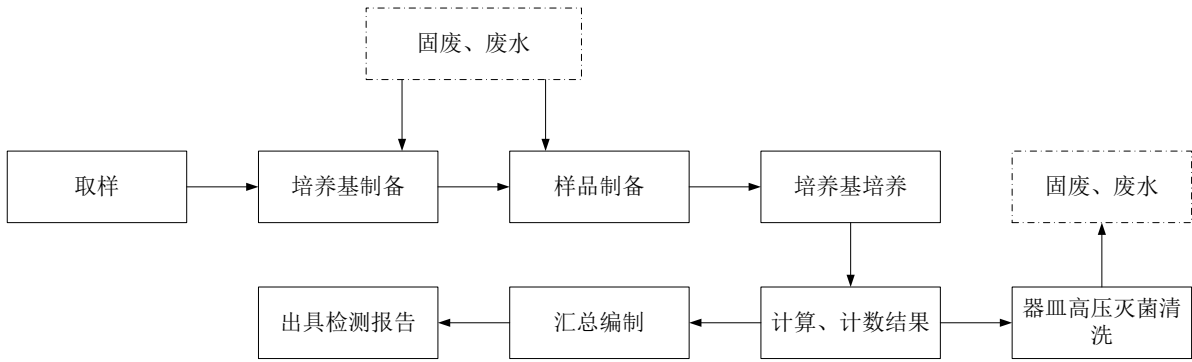 固废、废水
取样
培养基制备
样品制备
培养基培养
固废、废水
出具检测报告
汇总编制
计算、计数结果
器皿高压灭菌清
洗